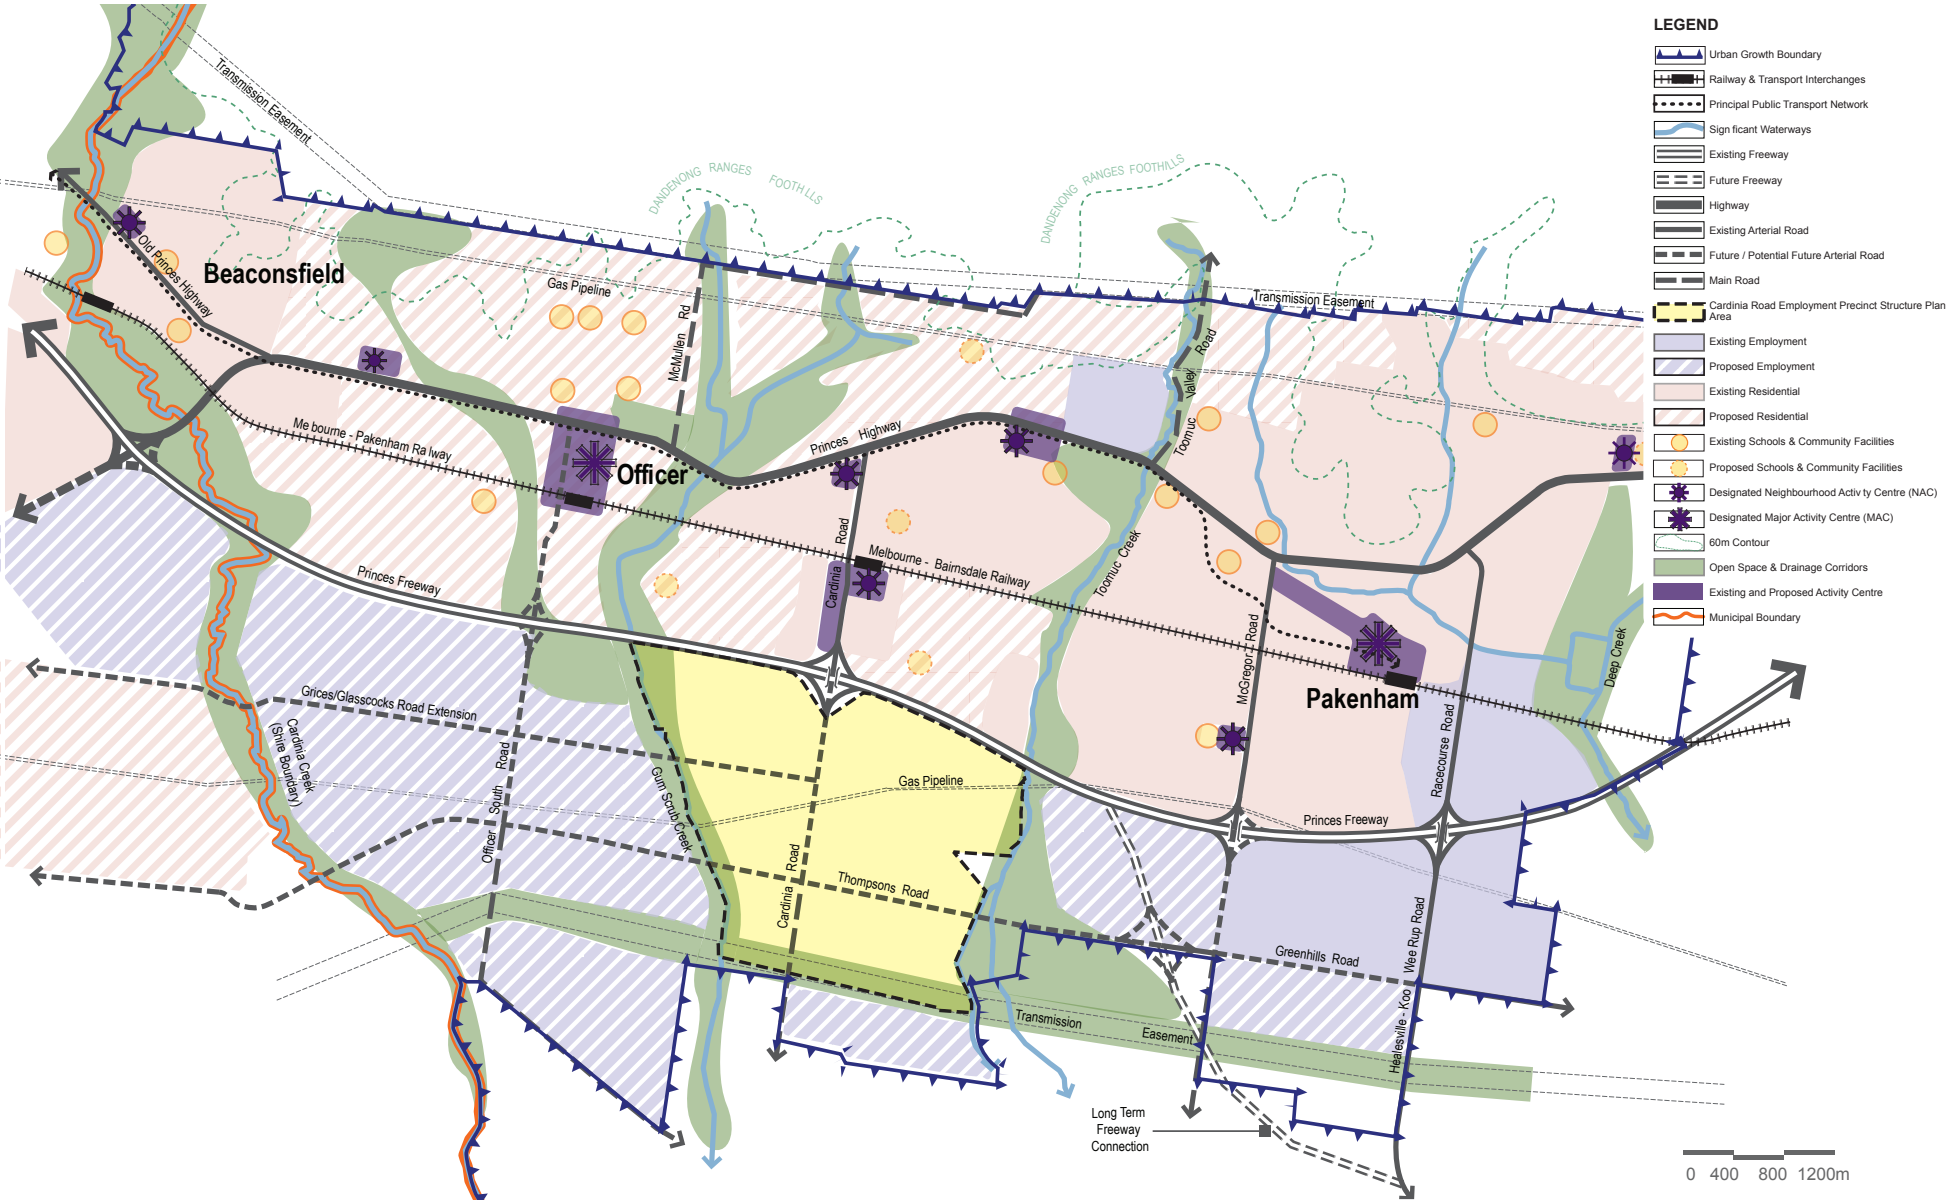 LEGEND
Urban Growth Boundary
Railway & Transport Interchanges
Principal Public Transport Network
Sign ficant Waterways
Existing Freeway
Future Freeway
Highway
Existing Arterial Road
Future / Potential Future Arterial Road
Main Road
Cardinia Road Employment Precinct Structure Plan
Area
Existing Employment
Proposed Employment
Existing Residential
Proposed Residential
Existing Schools & Community Facilities
Proposed Schools & Community Facilities
Designated Neighbourhood Activ ty Centre (NAC)
Designated Major Activity Centre (MAC)
60m Contour
Open Space & Drainage Corridors
Existing and Proposed Activity Centre
Municipal Boundary
Transmission Easement
DANDENONG RANGES FOOTH LLS
DANDENONG RANGES FOOTHILLS
Old Princes Highway
Beaconsfield
Gas Pipeline
McMullen Rd
Transmission Easement
Toomuc Valley Road
Me bourne - Pakenham Ra lway
Officer
Princes Highway
Cardinia Road
Melbourne - Bairnsdale Railway
Toomuc Creek
Princes Freeway
McGregor Road
Pakenham
Deep Creek
Racecourse Road
Grices/Glasscocks Road Extension
Cardinia Creek
(Shire Boundary)
Officer South Road
Gum Scrub Creek
Gas Pipeline
Cardinia Road
Thompsons Road
Princes Freeway
Greenhills Road
Healesville - Koo Wee Rup Road
Transmission Easement
Long Term
Freeway
Connection
0 400 800 1200m